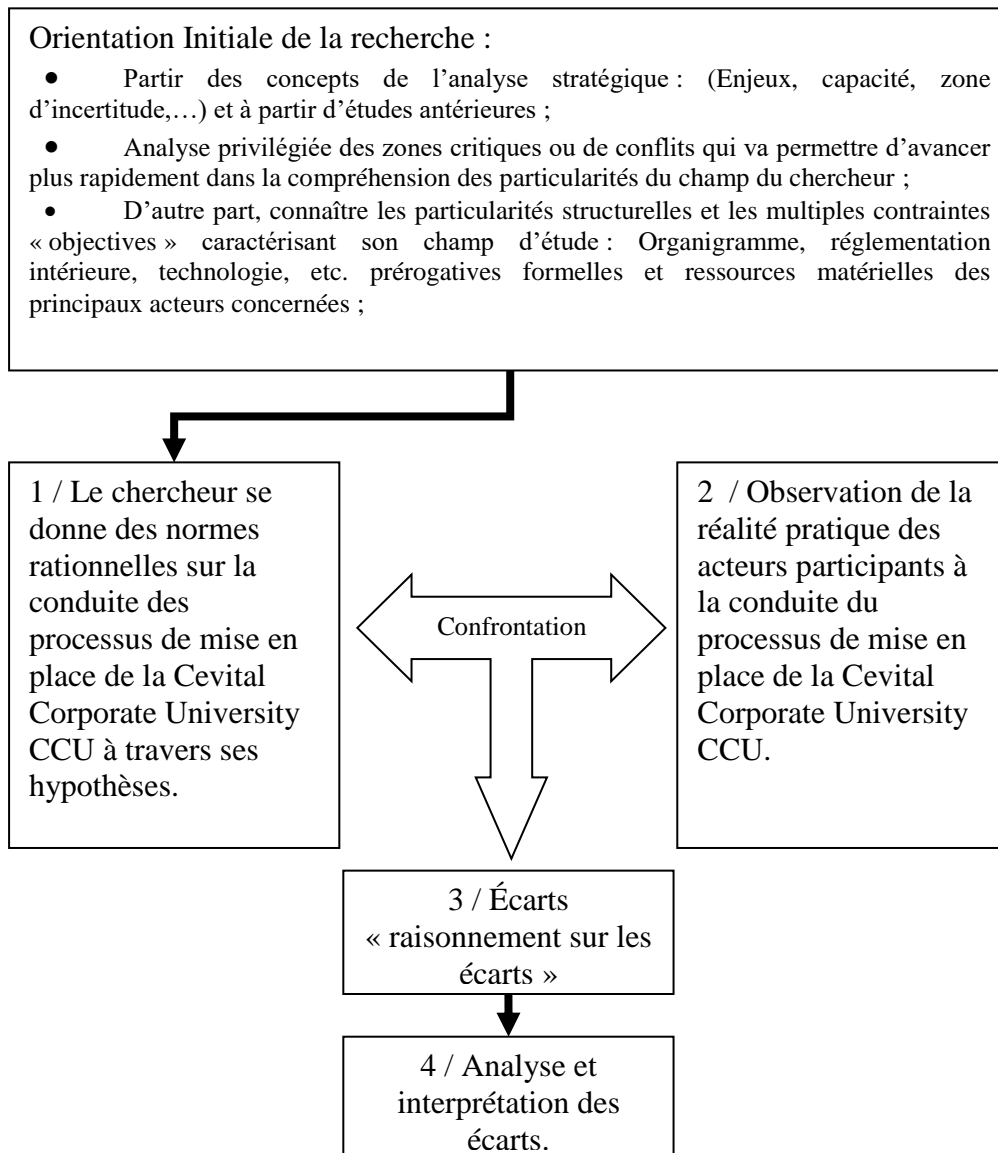 Orientation Initiale de la recherche :
• Partir des concepts de l’analyse stratégique : (Enjeux, capacité, zone
d’incertitude,…) et à partir d’études antérieures ;
• Analyse privilégiée des zones critiques ou de conflits qui va permettre d’avancer
plus rapidement dans la compréhension des particularités du champ du chercheur ;
• D’autre part, connaître les particularités structurelles et les multiples contraintes
« objectives » caractérisant son champ d’étude : Organigramme, réglementation
intérieure, technologie, etc. prérogatives formelles et ressources matérielles des
principaux acteurs concernées ;
1 / Le chercheur se
donne des normes
rationnelles sur la
conduite des
processus de mise en
place de la Cevital
Corporate University
CCU à travers ses
hypothèses.
Confrontation
2 / Observation de la
réalité pratique des
acteurs participants à
la conduite du
processus de mise en
place de la Cevital
Corporate University
CCU.
3 / Écarts
« raisonnement sur les
écarts »
4 / Analyse et
interprétation des
écarts.